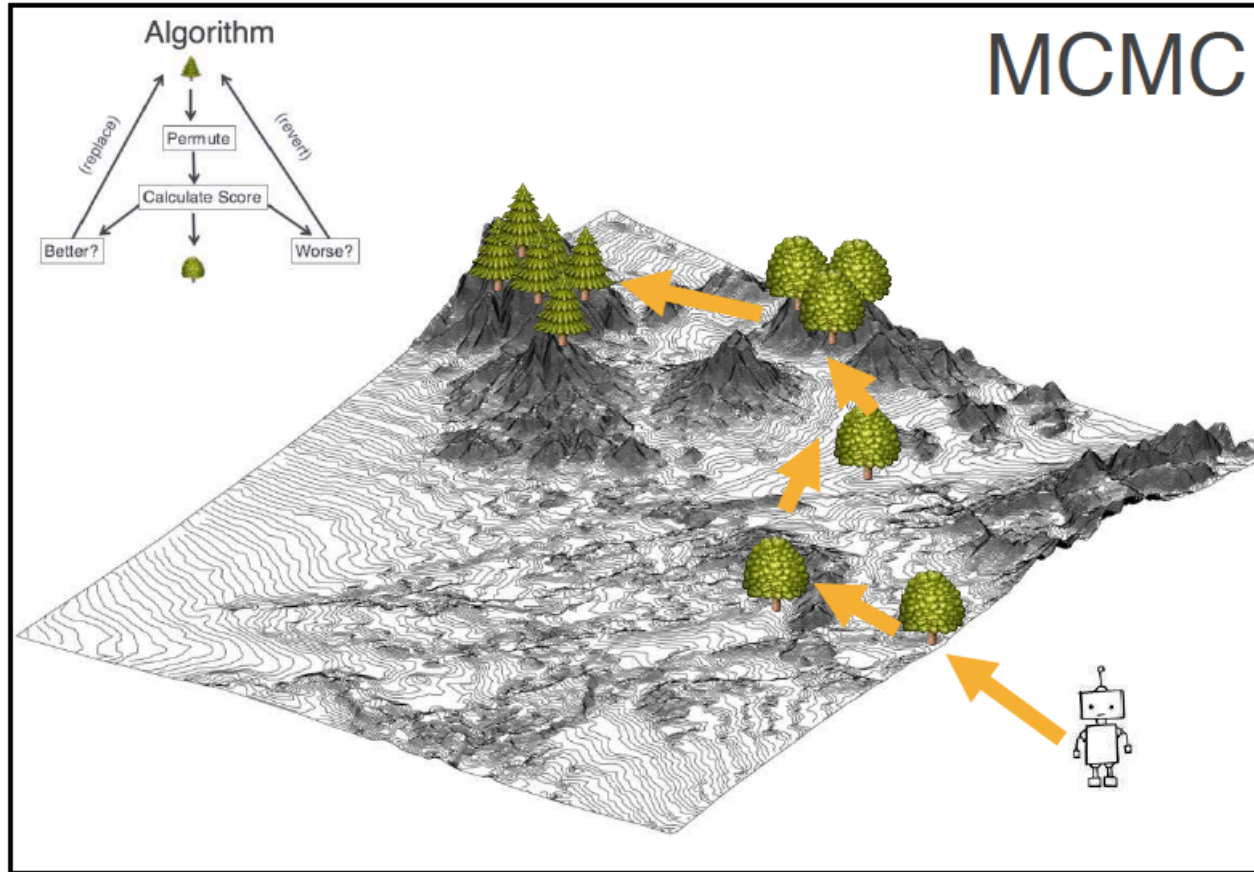 Algorithm
MCMC
(replace)
(revert)
Permute
Calculate Score
Better?
Worse?